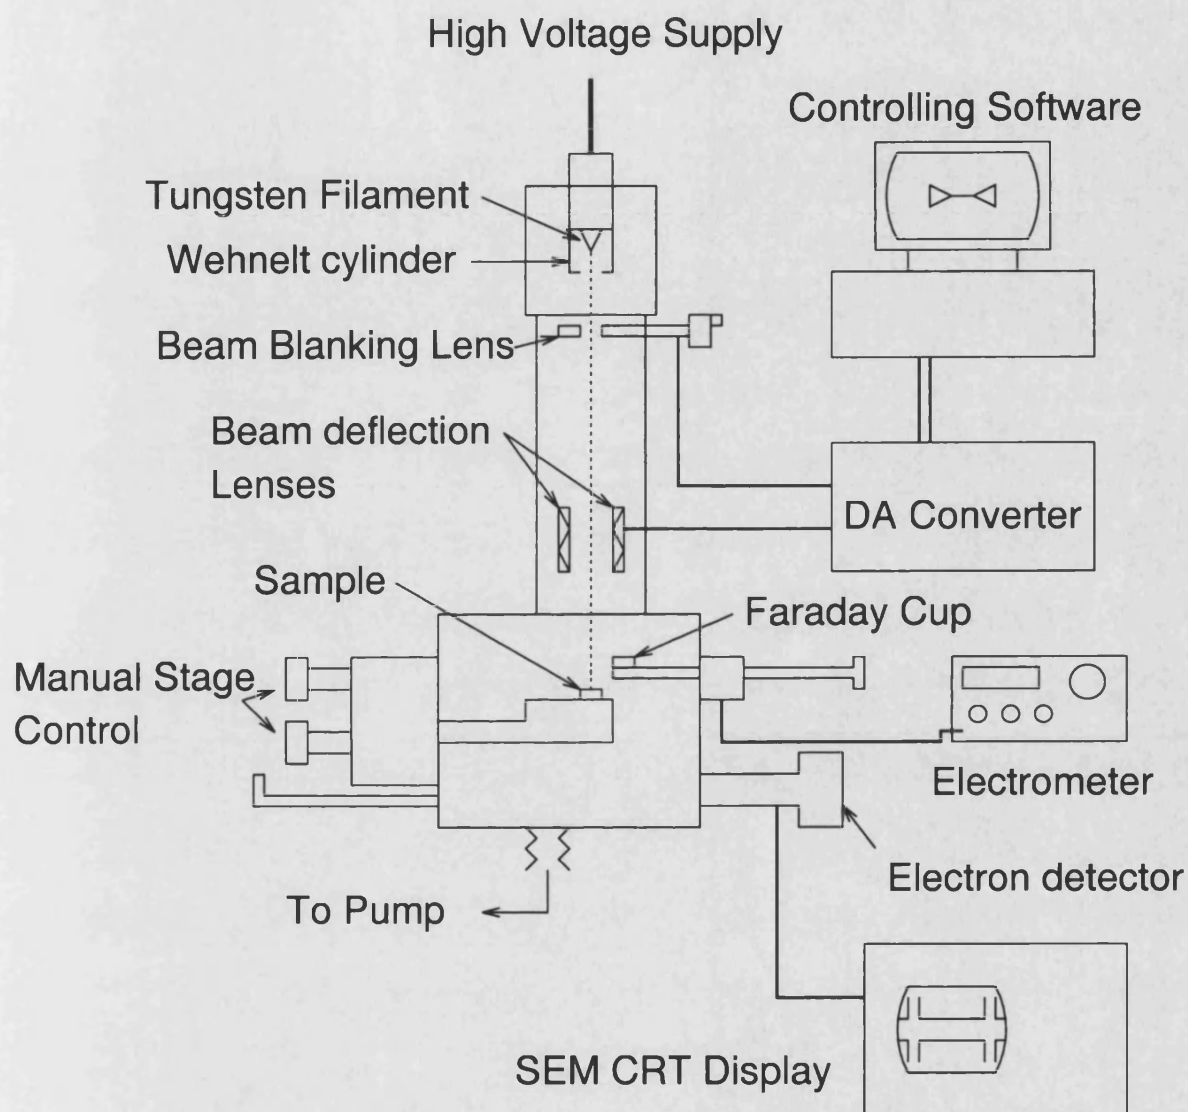 High Voltage Supply
Controlling Software
Tungsten Filament
Wehnelt cylinder
Beam Blanking Lens
Beam deflection
Lenses
DA Converter
Sample
Faraday Cup
Manual Stage
Control
Electrometer
Electron detector
To Pump
SEM CRT Display